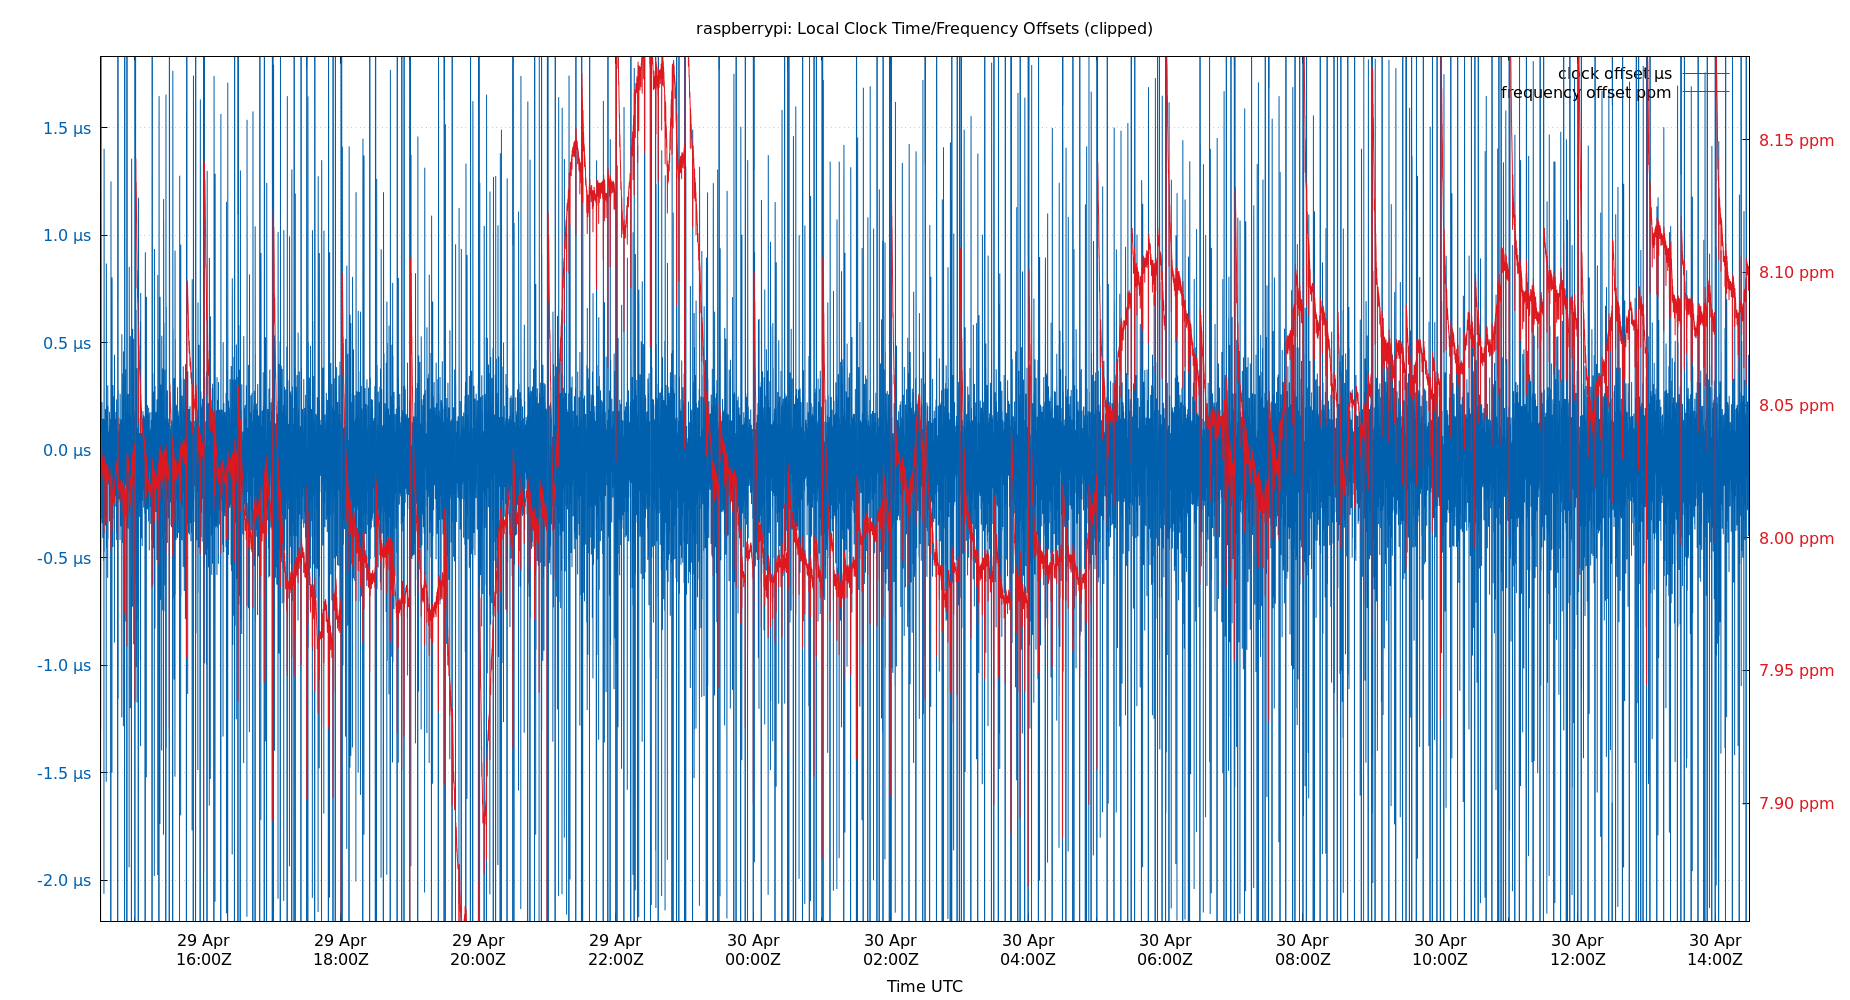 raspberrypi: Local Clock Time/Frequency Offsets (clipped)
clock offset µs
frequency offset ppm
1.5 µs
1.0 µs
0.5 µs
0.0 µs
-0.5 µs
-1.0 µs
-1.5 µs
-2.0 µs
8.15 ppm
8.10 ppm
8.05 ppm
8.00 ppm
7.95 ppm
7.90 ppm
29 Apr 16:00Z
29 Apr 18:00Z
29 Apr 20:00Z
29 Apr 22:00Z
30 Apr 00:00Z
30 Apr 02:00Z
30 Apr 04:00Z
30 Apr 06:00Z
30 Apr 08:00Z
30 Apr 10:00Z
30 Apr 12:00Z
30 Apr 14:00Z
Time UTC